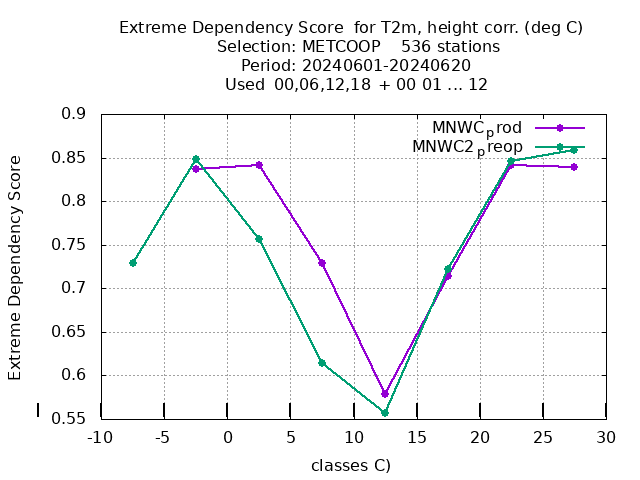 Extreme Dependency Score  for T2m, height corr. (deg C)
Selection: METCOOP    536 stations
Period: 20240601-20240620
Used  00,06,12,18 + 00 01 ... 12
MNWCprod
MNWC2preop
Extreme Dependency Score
0.9
0.85
0.8
0.75
0.7
0.65
0.6
0.55
-10 -5 0 5 10 15 20 25 30
classes C)